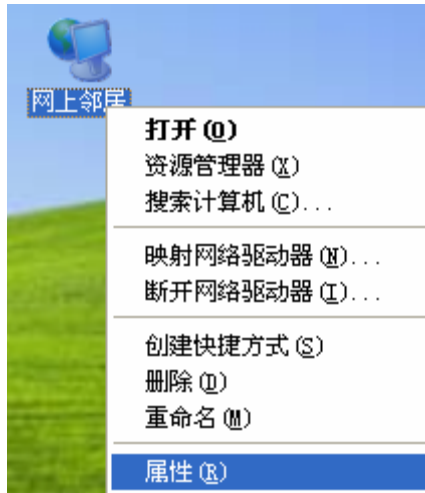 网上邻居
打开(O)
资源管理器(X)
搜索计算机(C)...
映射网络驱动器(N)...
断开网络驱动器(I)...
创建快捷方式(S)
删除(D)
重命名(M)
属性(R)